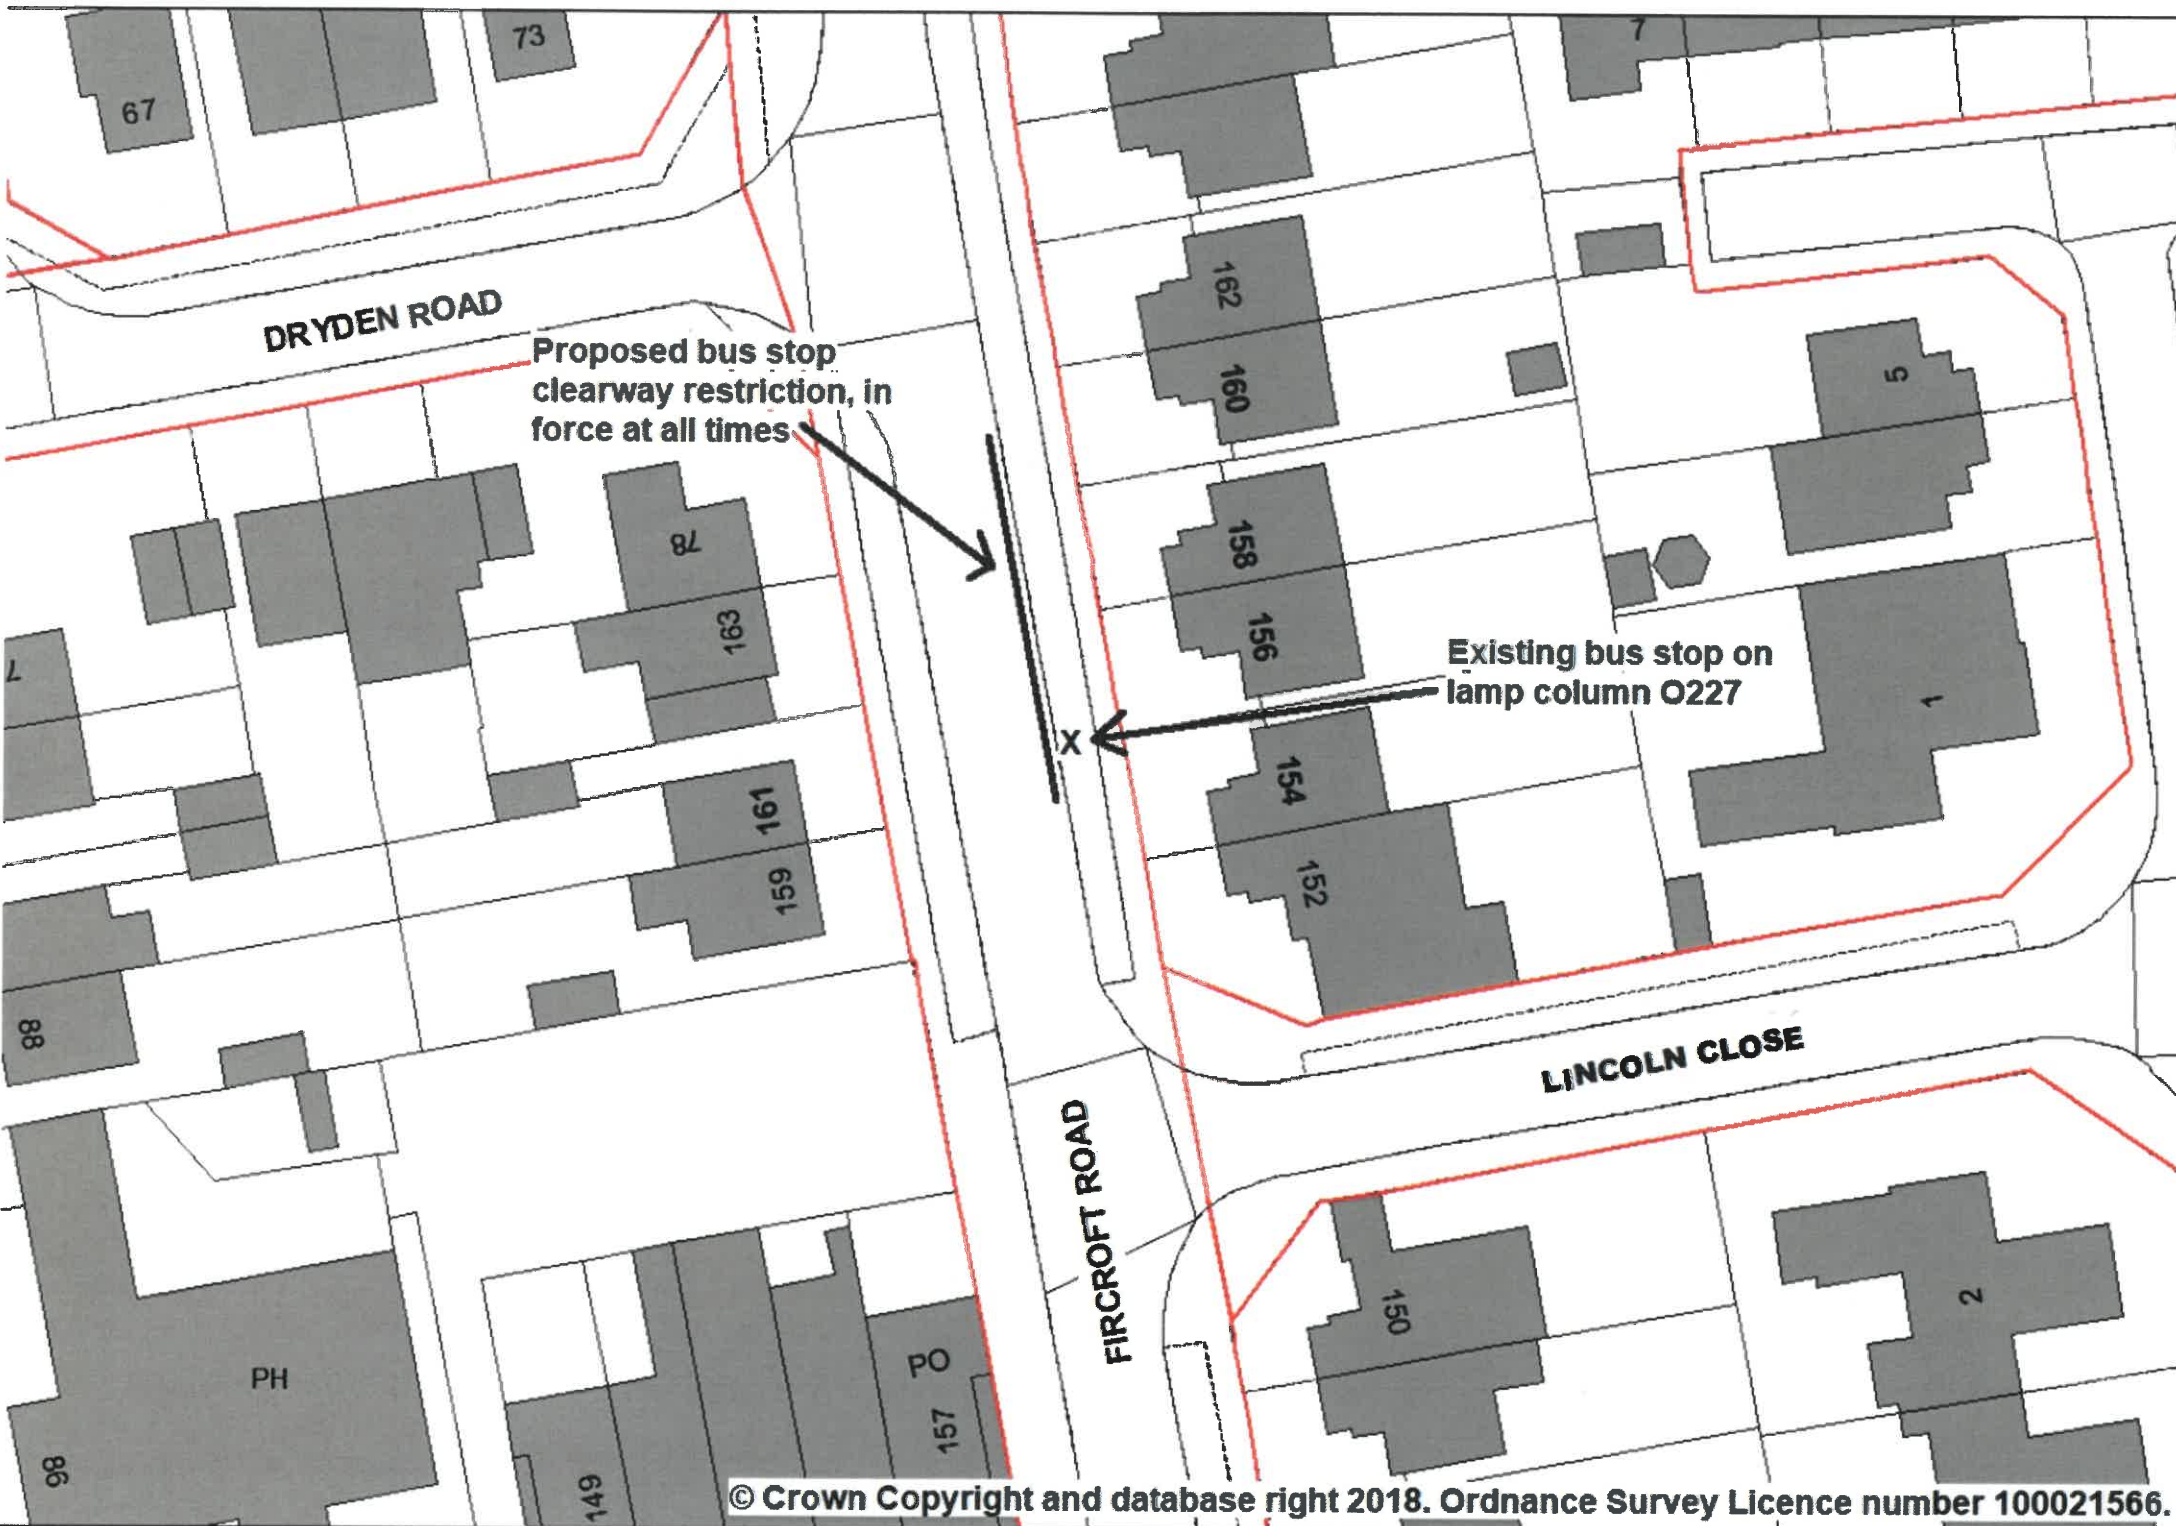 73
7
67
162
DRYDEN ROAD
Proposed bus stop
clearway restriction, in
force at all times
160
5
78
158
163
156
Existing bus stop on
lamp column O227
1
X
154
161
159
152
88
LINCOLN CLOSE
FIRCROFT ROAD
150
2
PO
PH
157
98
149
© Crown Copyright and database right 2018. Ordnance Survey Licence number 100021566.